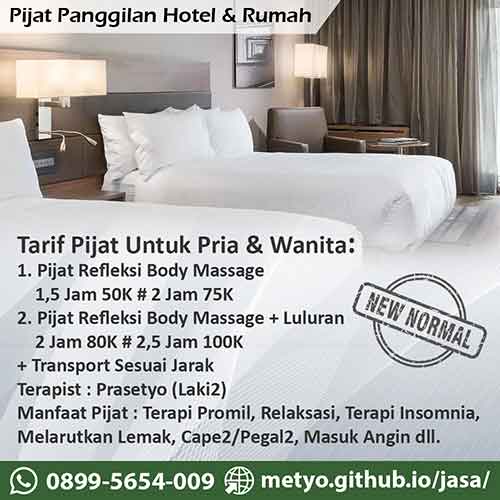 Pijat Panggilan Hotel & Rumah
Tarif Pijat Untuk Pria & Wanita:
1. Pijat Refleksi Body Massage
1,5 Jam 50K # 2 Jam 75K
2. Pijat Refleksi Body Massage + Luluran
2 Jam 80K # 2,5 Jam 100K
+ Transport Sesuai Jarak
Terapist : Prasetyo (Laki2)
Manfaat Pijat : Terapi Promil, Relaksasi, Terapi Insomnia,
Melarutkan Lemak, Cape2/Pegal2, Masuk Angin dll.
NEW NORMAL
0899-5654-009 metyo.github.io/jasa/